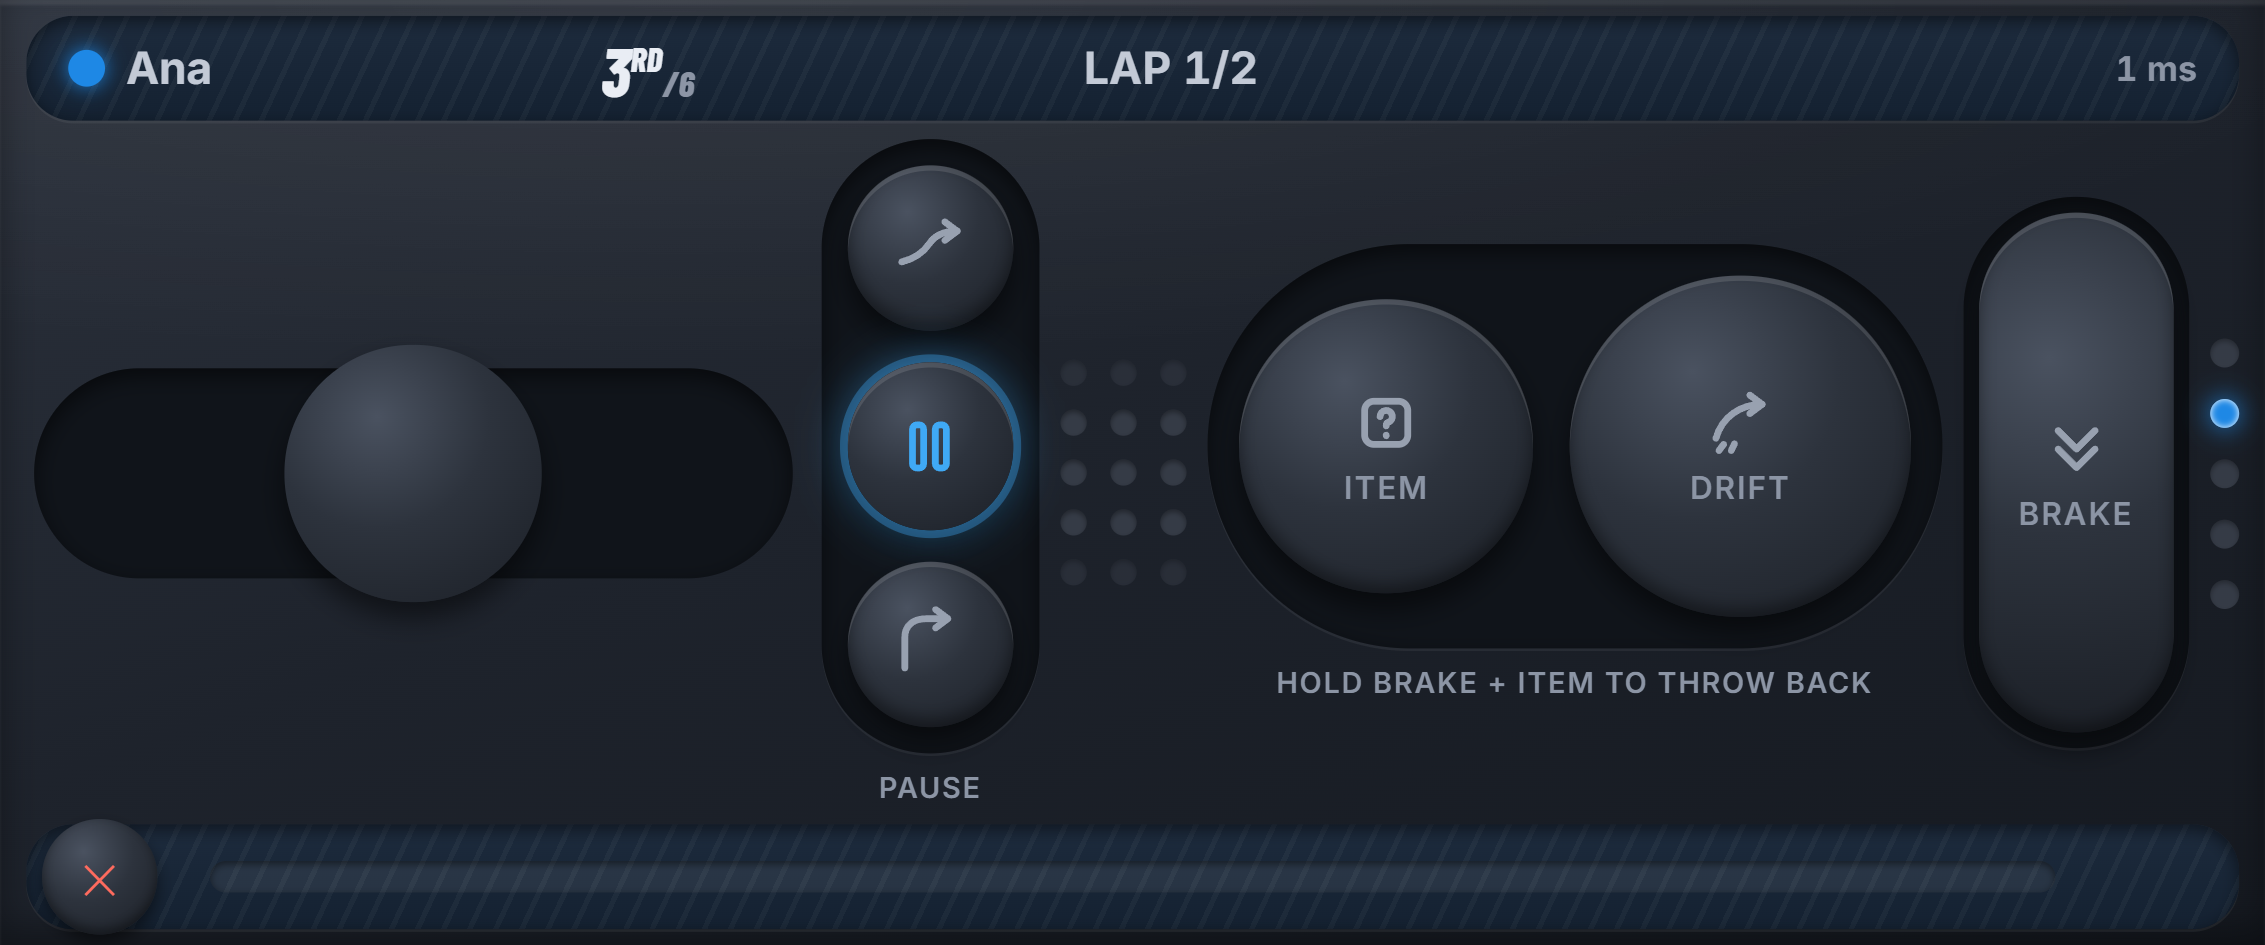 Ana
3RD/6
LAP 1/2
1 ms
ITEM
DRIFT
BRAKE
HOLD BRAKE + ITEM TO THROW BACK
PAUSE